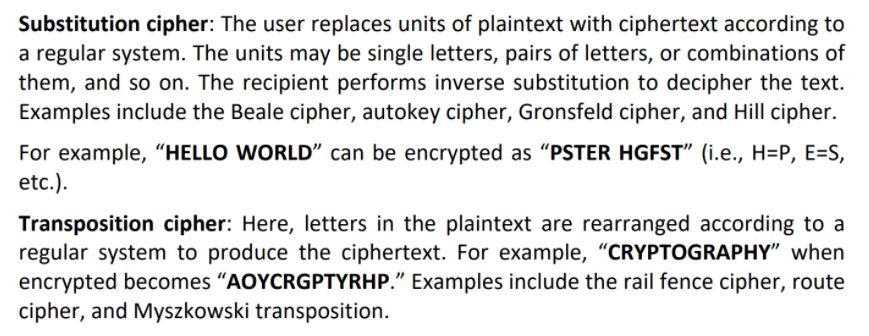 Substitution cipher: The user replaces units of plaintext with ciphertext according to
a regular system. The units may be single letters, pairs of letters, or combinations of
them, and so on. The recipient performs inverse substitution to decipher the text.
Examples include the Beale cipher, autokey cipher, Gronsfeld cipher, and Hill cipher.
For example, “HELLO WORLD” can be encrypted as “PSTER HGFST” (i.e., H=P, E=S,
etc.).
Transposition cipher: Here, letters in the plaintext are rearranged according to a
regular system to produce the ciphertext. For example, “CRYPTOGRAPHY” when
encrypted becomes “AOYCRGPTYRHP.” Examples include the rail fence cipher, route
cipher, and Myszkowski transposition.